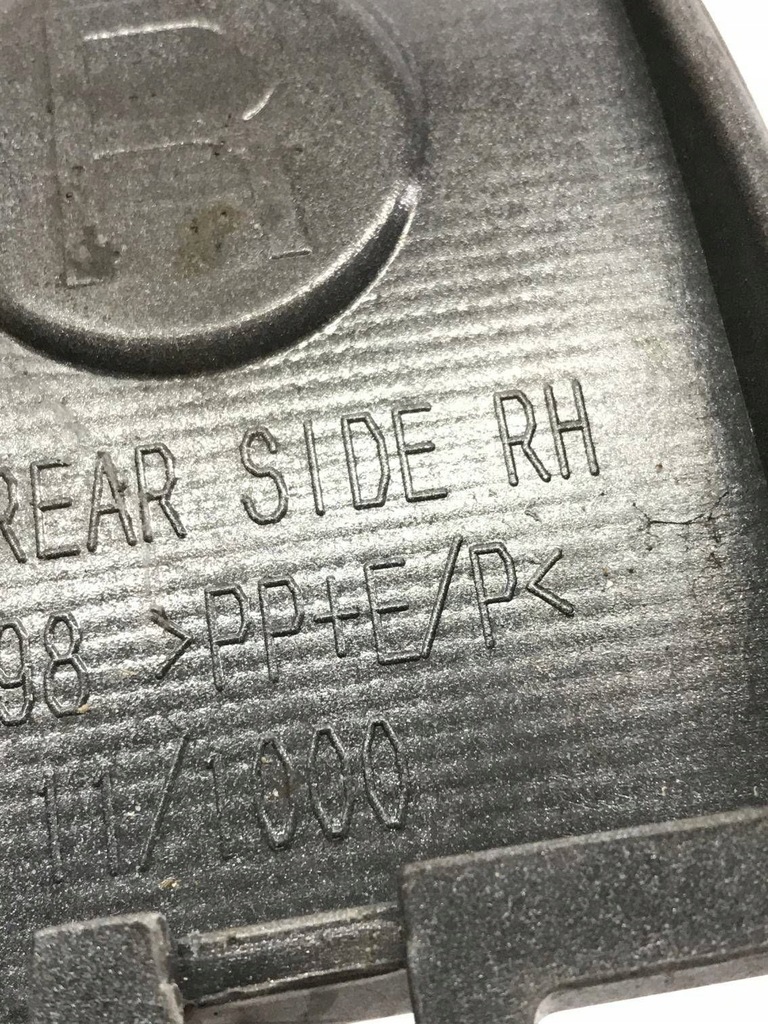 R
REAR SIDE RH
98 >PP+E/P<
11/1000